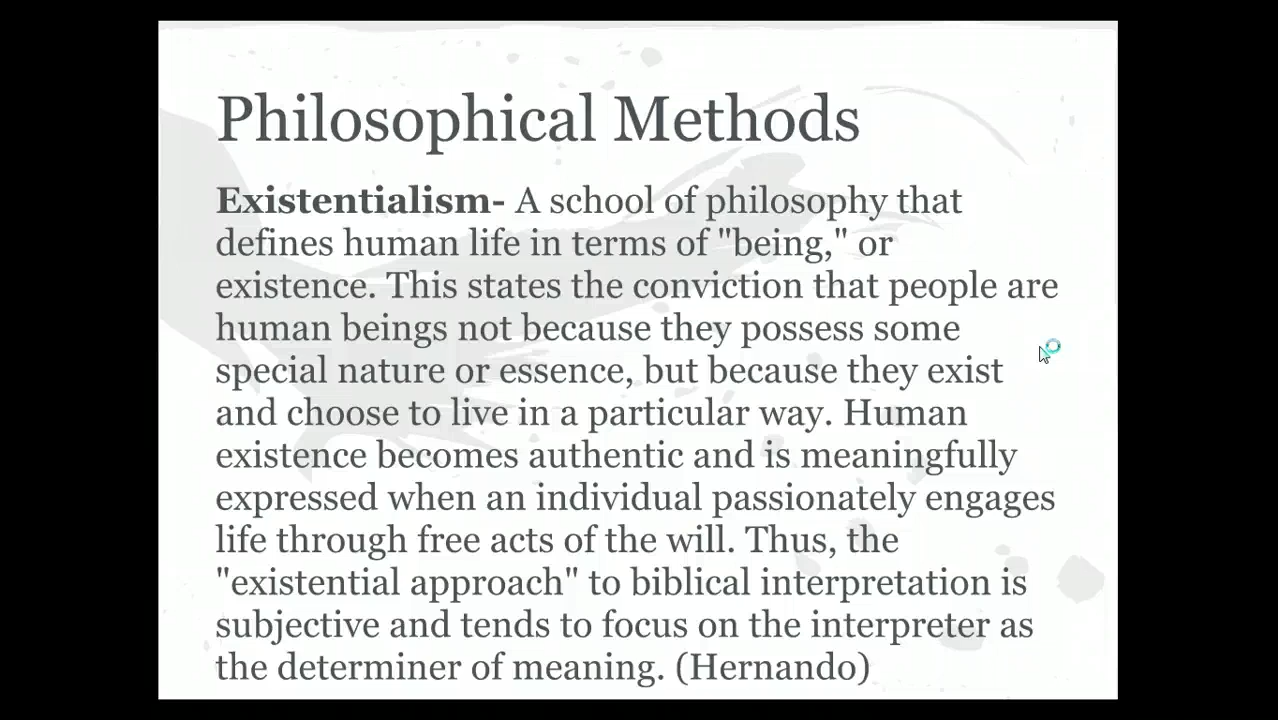 Philosophical Methods
Existentialism- A school of philosophy that
defines human life in terms of "being," or
existence. This states the conviction that people are
human beings not because they possess some
special nature or essence, but because they exist
and choose to live in a particular way. Human
existence becomes authentic and is meaningfully
expressed when an individual passionately engages
life through free acts of the will. Thus, the
"existential approach" to biblical interpretation is
subjective and tends to focus on the interpreter as
the determiner of meaning. (Hernando)